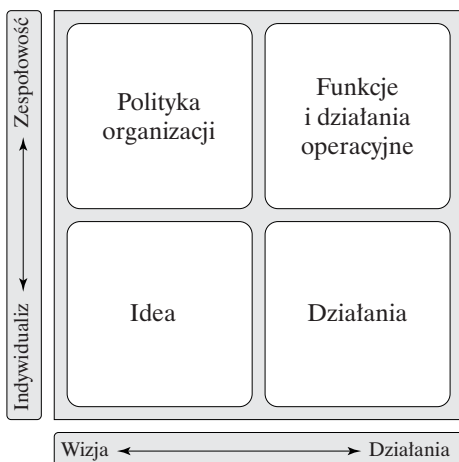 Zespołowość
Indywidualiz
Polityka
organizacji
Funkcje
i działania
operacyjne
Idea
Działania
Wizja
Działania